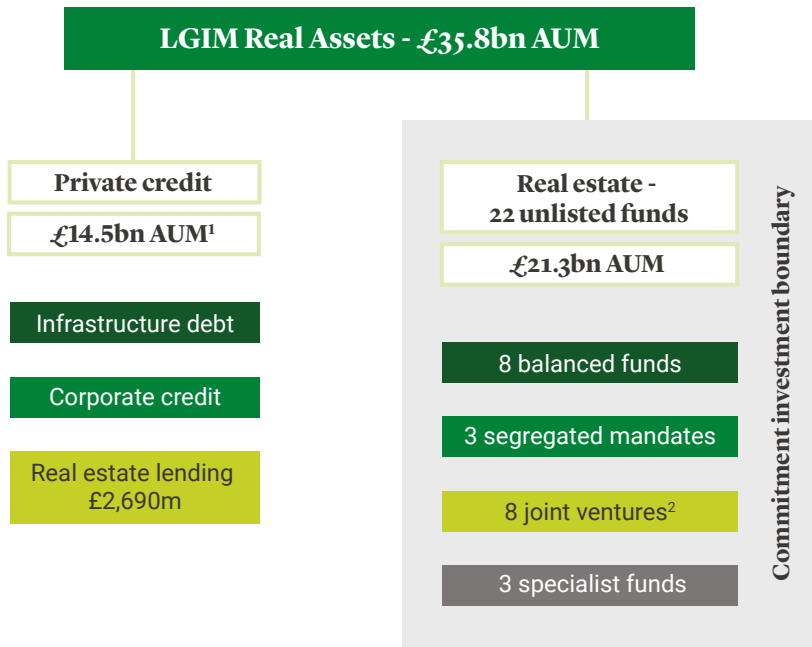 LGIM Real Assets - £35.8bn AUM
Private credit
£14.5bn AUM¹
Infrastructure debt
Corporate credit
Real estate lending
£2,690m
Real estate -
22 unlisted funds
£21.3bn AUM
8 balanced funds
3 segregated mandates
8 joint ventures²
3 specialist funds
Commitment investment boundary